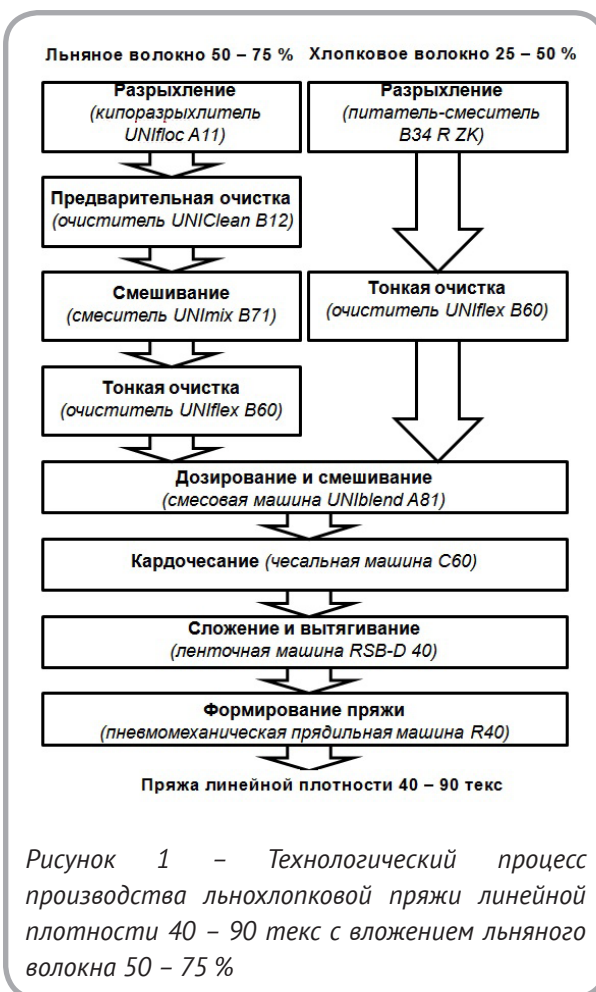 Льняное волокно 50 – 75 % Хлопковое волокно 25 – 50 %
Разрыхление
(кипоразрыхлитель
UNIfloc A11)
Разрыхление
(питатель-смеситель
B34 R ZK)
Предварительная очистка
(очиститель UNIClean B12)
Смешивание
(смеситель UNImix B71)
Тонкая очистка
(очиститель UNIflex B60)
Тонкая очистка
(очиститель UNIflex B60)
Дозирование и смешивание
(смесовая машина UNIblend A81)
Кардочесание (чесальная машина C60)
Сложение и вытягивание
(ленточная машина RSB-D 40)
Формирование пряжи
(пневмомеханическая прядильная машина R40)
Пряжа линейной плотности 40 – 90 текс
Рисунок 1 – Технологический процесс
производства льнохлопковой пряжи линейной
плотности 40 – 90 текс с вложением льняного
волокна 50 – 75 %